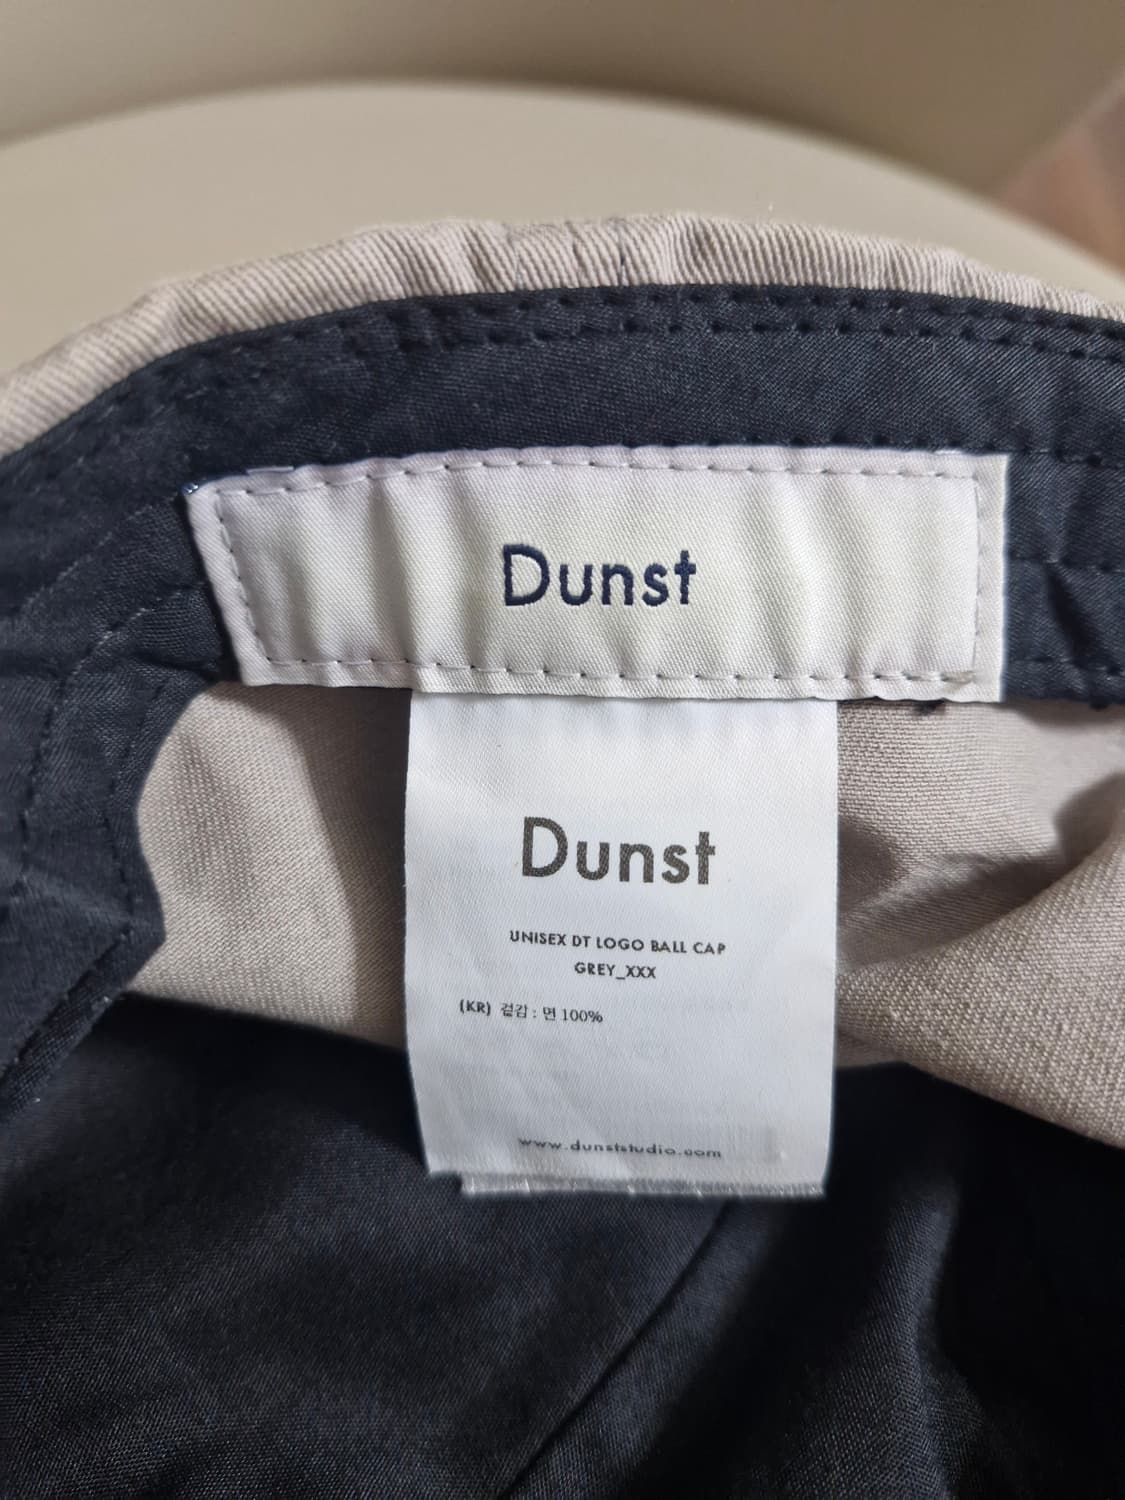 Dunst
Dunst
UNISEX DT LOGO BALL CAP
GREY_XXX
(KR) 겉감 : 면 100%
www.dunststudio.com